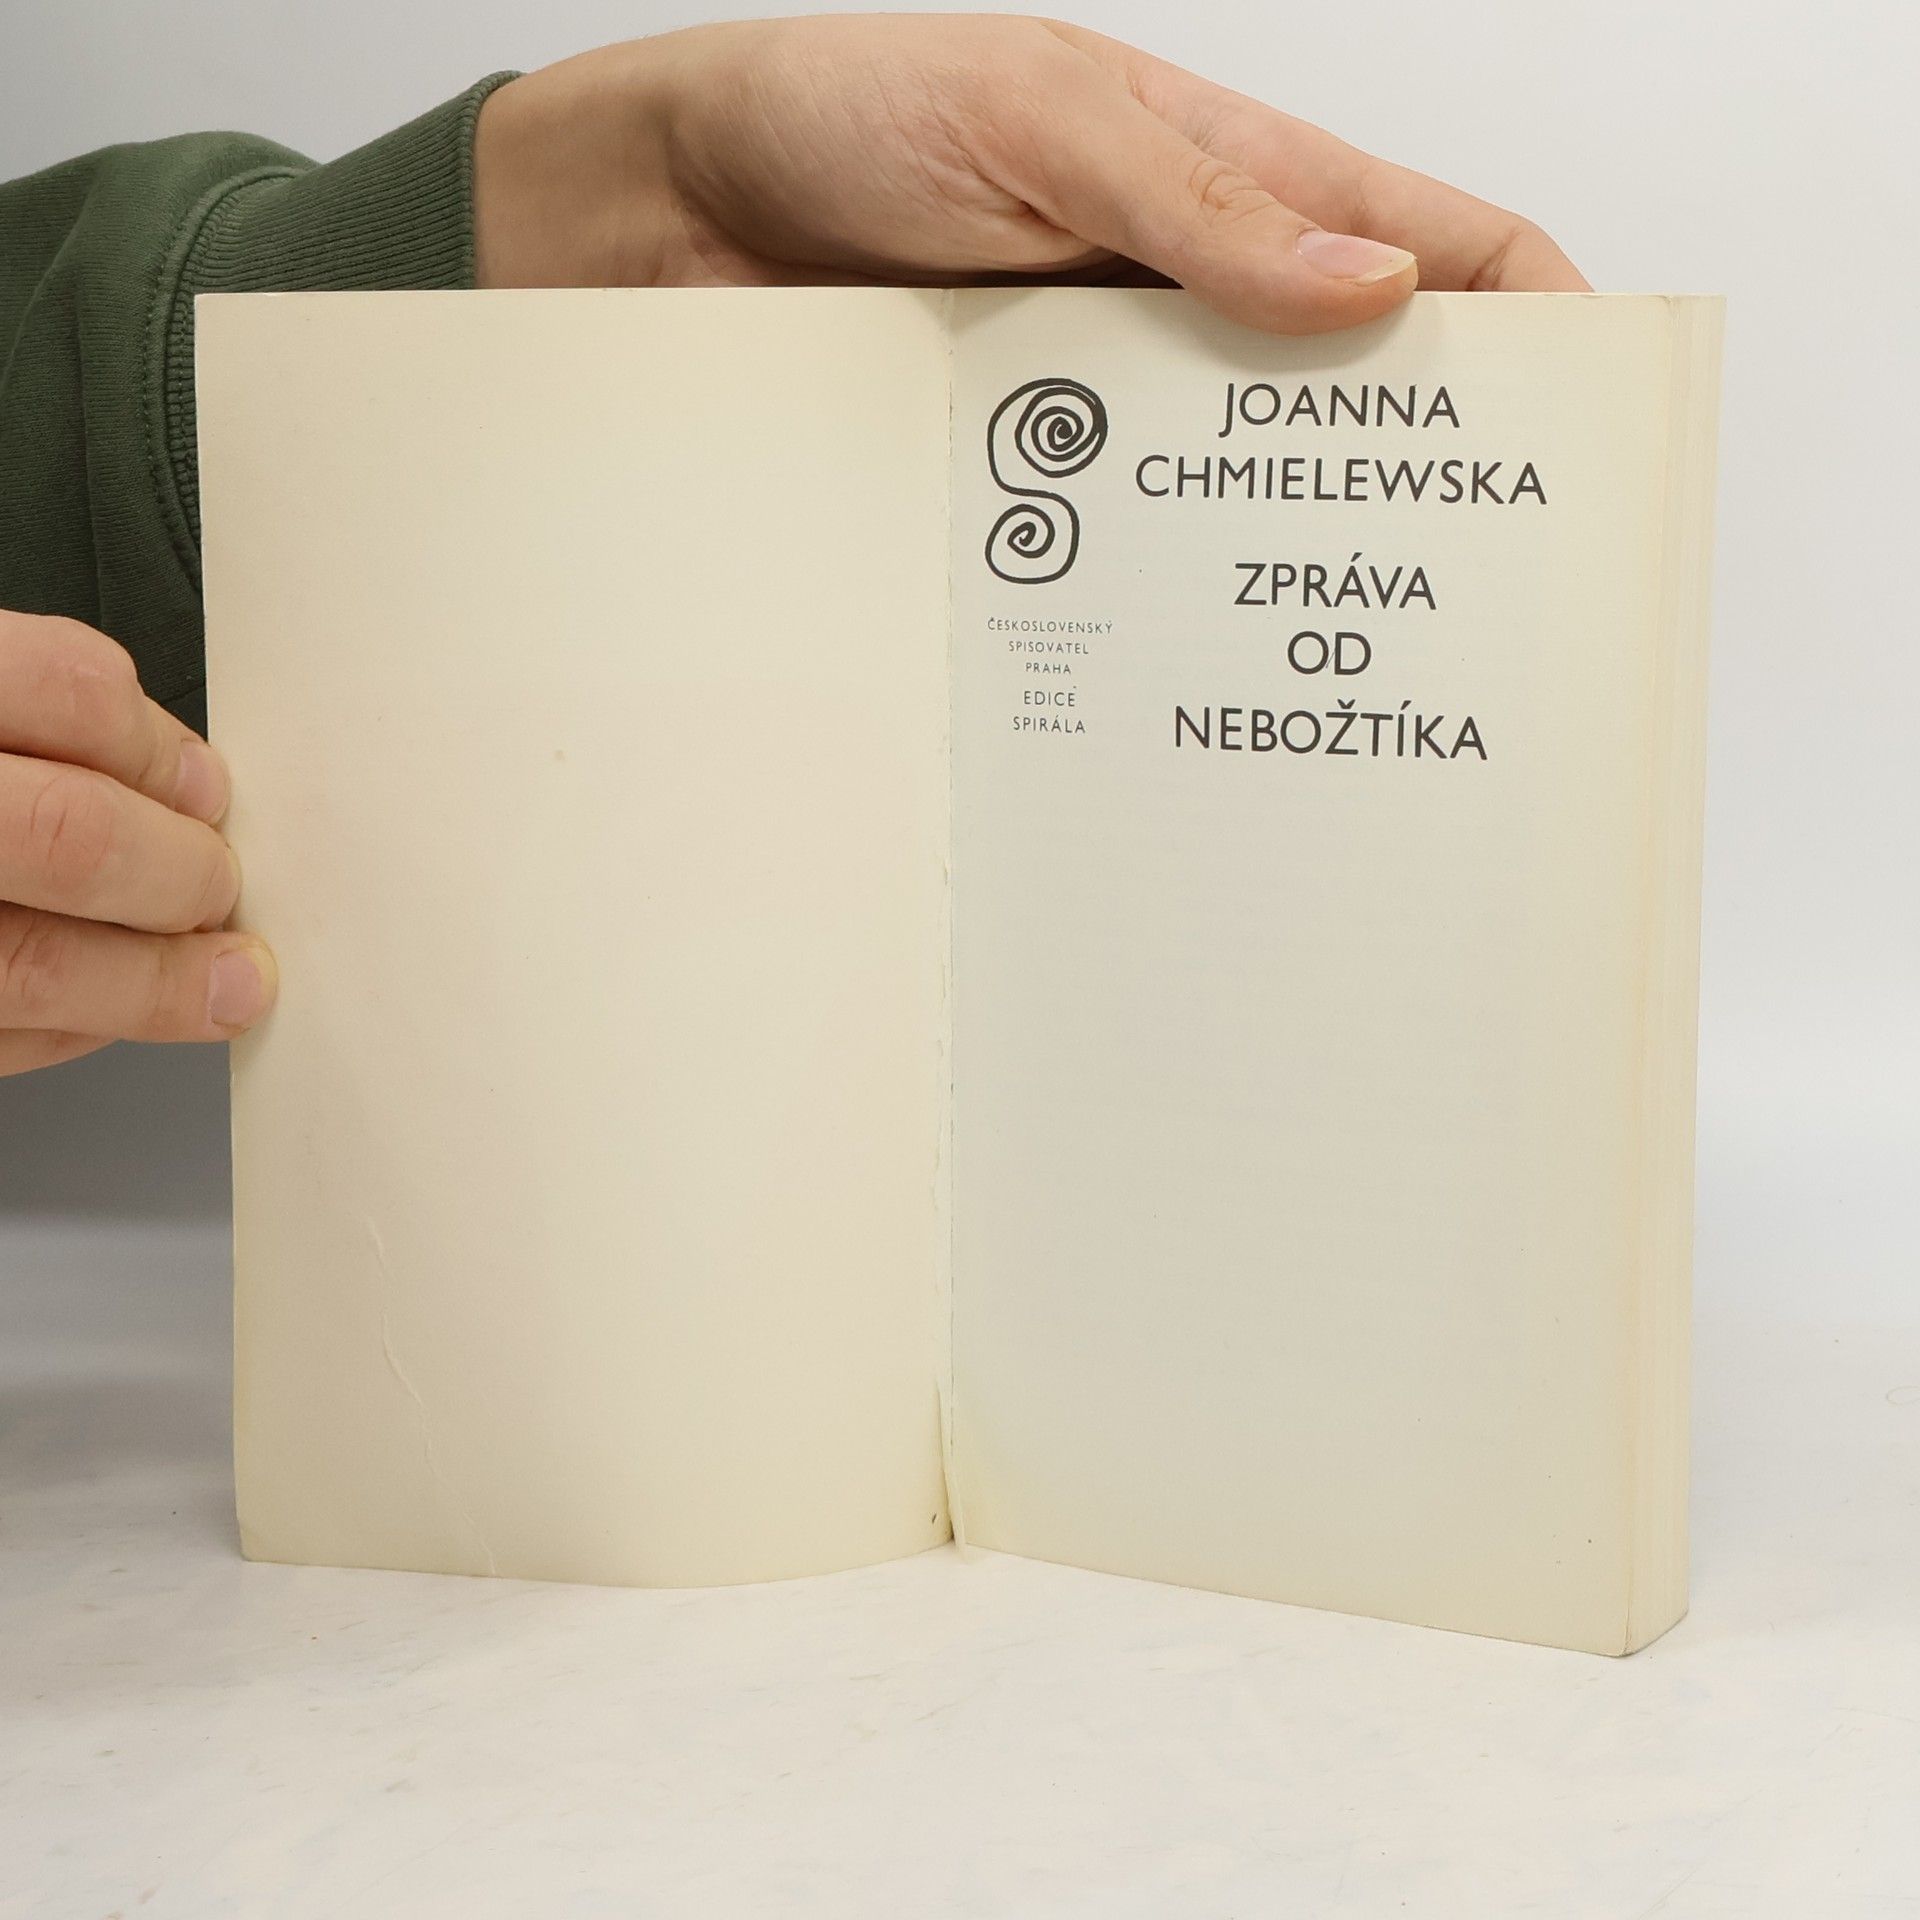 JOANNA
CHMIELEWSKA
ZPRÁVA
OD
NEBOŽTÍKA
ČESKOSLOVENSKÝ
SPISOVATEL
PRAHA
EDICE
SPIRÁLA